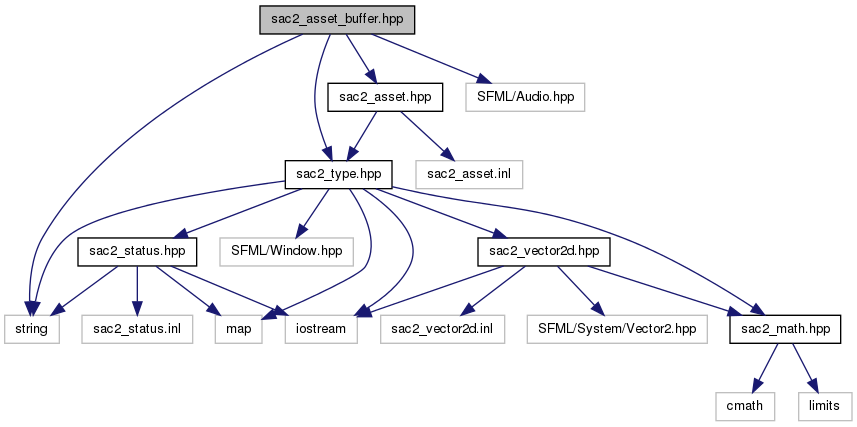 sac2_asset_buffer.hpp
sac2_asset.hpp
SFML/Audio.hpp
sac2_type.hpp
sac2_asset.inl
sac2_status.hpp
SFML/Window.hpp
sac2_vector2d.hpp
string
sac2_status.inl
map
iostream
sac2_vector2d.inl
SFML/System/Vector2.hpp
sac2_math.hpp
cmath
limits